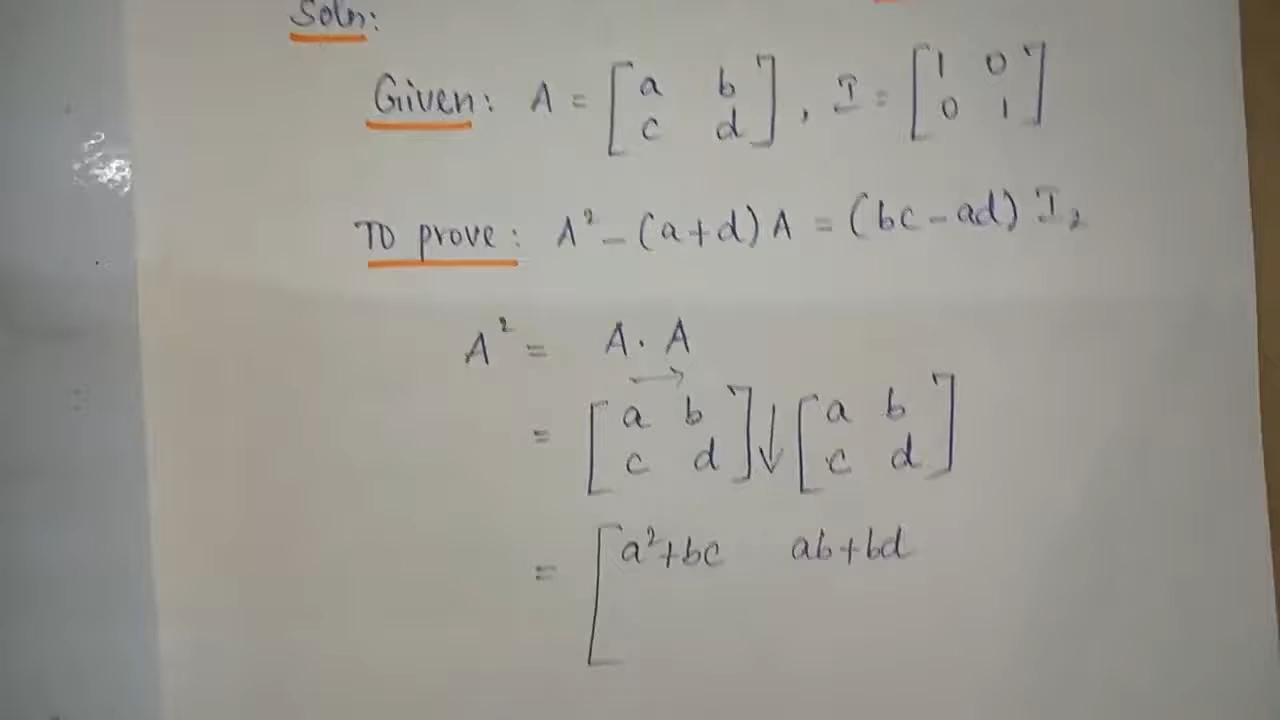 Soln:
Given: A = [a b c d], I = [1 0 0 1]
To prove: A² - (a+d) A = (bc - ad) I₂
A² = A . A
= [a b c d] ↓ [a b c d]
= [a²+bc ab+bd